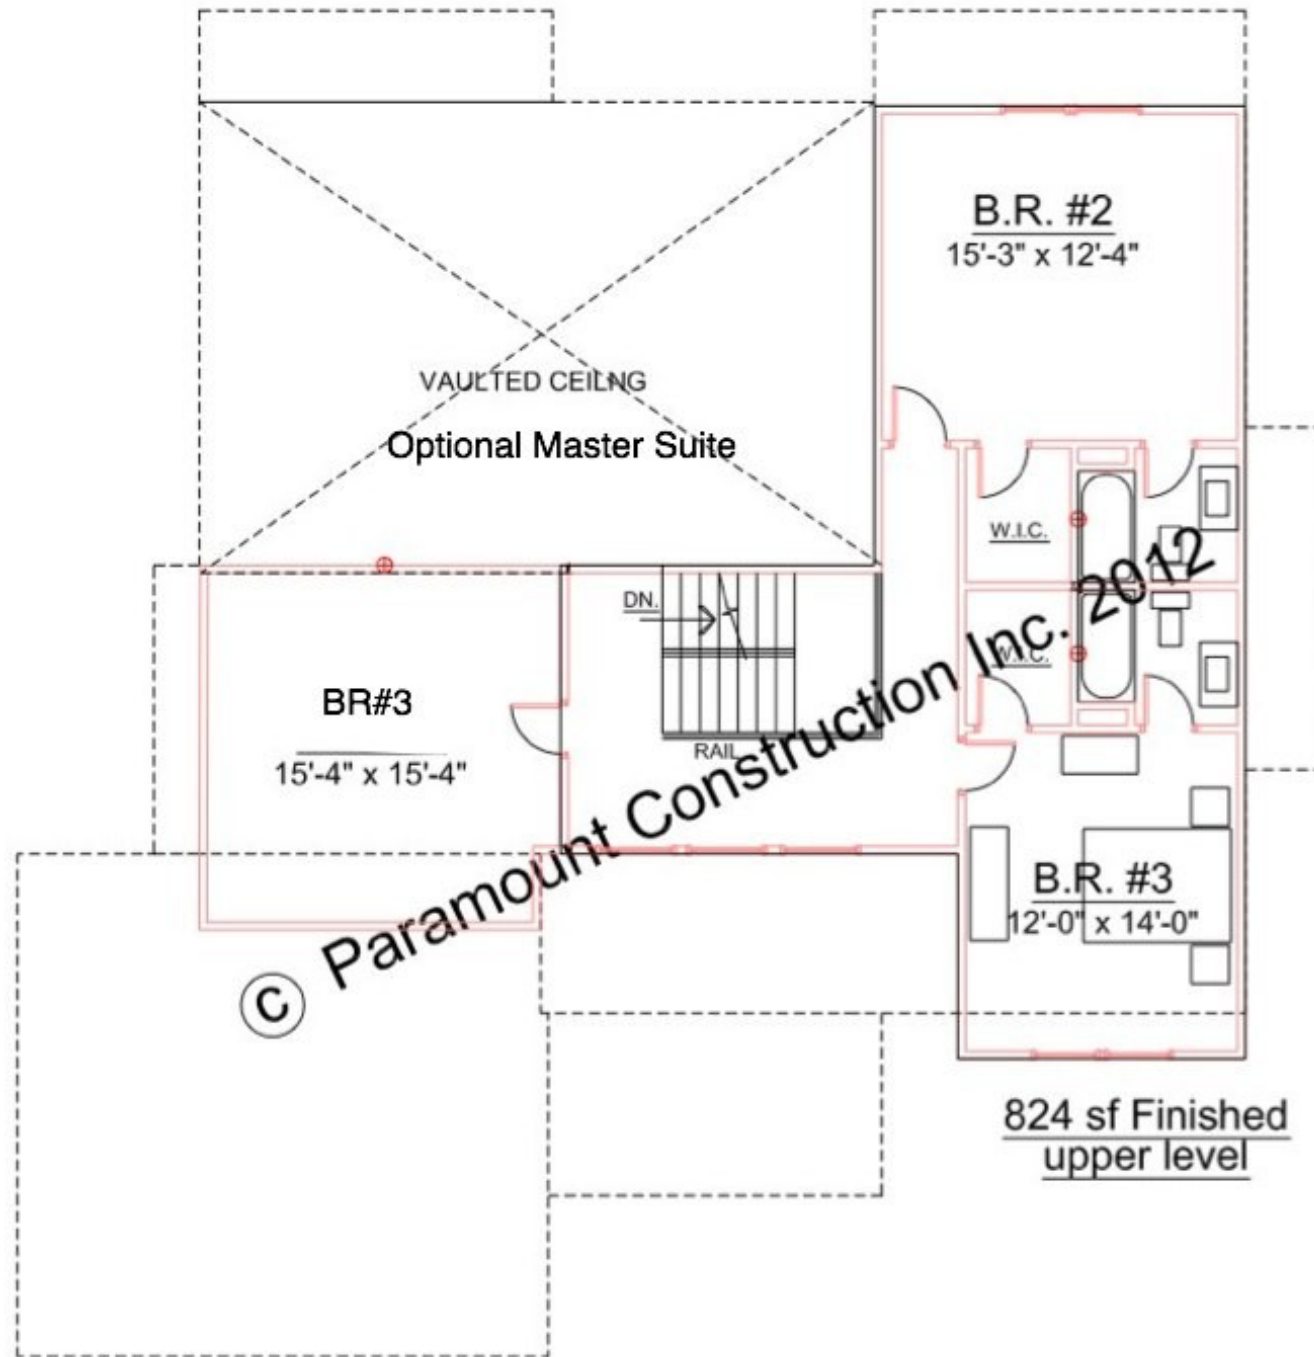 B.R. #2
15'-3" x 12'-4"
VAULTED CEILNG
Optional Master Suite
W.I.C.
DN.
W.I.C.
BR#3
15'-4" x 15'-4"
RAIL
B.R. #3
12'-0" x 14'-0"
© Paramount Construction Inc. 2012
824 sf Finished
upper level